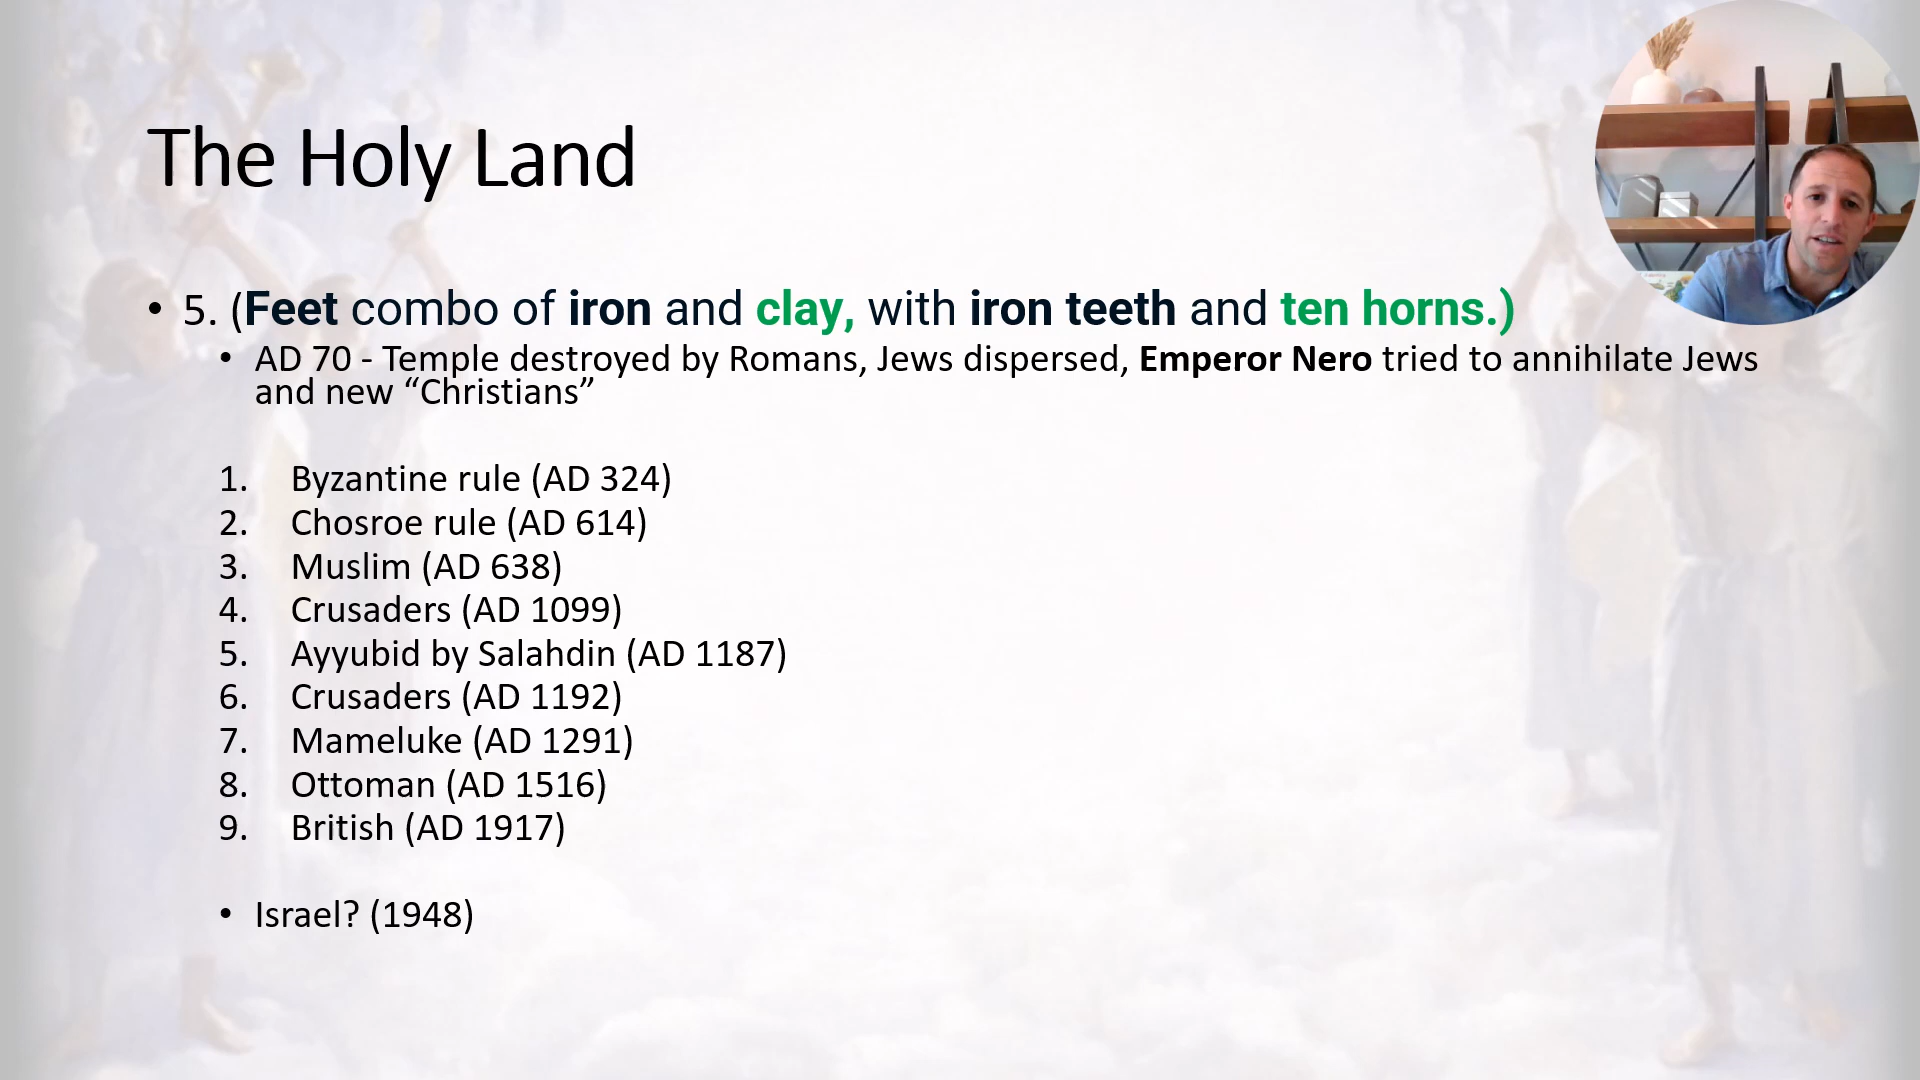 The Holy Land
• 5. (Feet combo of iron and clay, with iron teeth and ten horns.)
• AD 70 - Temple destroyed by Romans, Jews dispersed, Emperor Nero tried to annihilate Jews
and new “Christians”
1. Byzantine rule (AD 324)
2. Chosroe rule (AD 614)
3. Muslim (AD 638)
4. Crusaders (AD 1099)
5. Ayyubid by Salahdin (AD 1187)
6. Crusaders (AD 1192)
7. Mameluke (AD 1291)
8. Ottoman (AD 1516)
9. British (AD 1917)
• Israel? (1948)